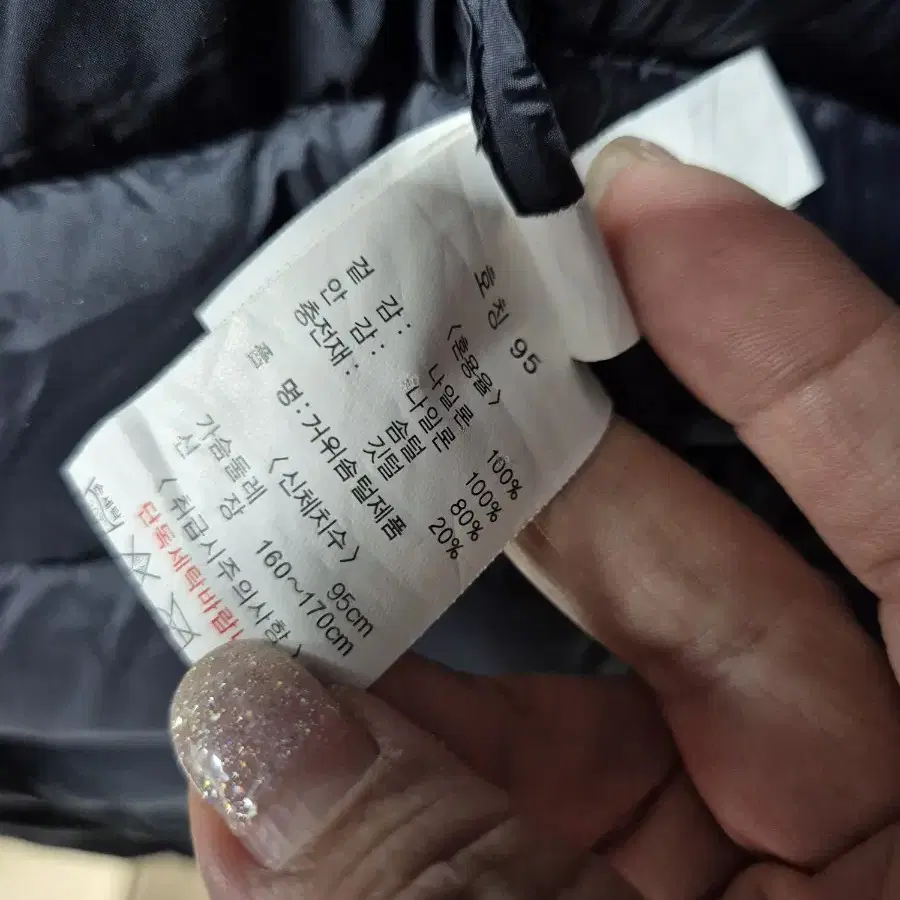 호칭 95
<혼용율>
겉 감 : 나일론 100%
안 감 : 나일론 100%
충전재 : 솜털 80%
깃털 20%
품 명 : 거위솜털제품
<신체치수>
가슴둘레 95cm
신 장 160~170cm
<취급시주의사항>
단독세탁바랍
손세탁